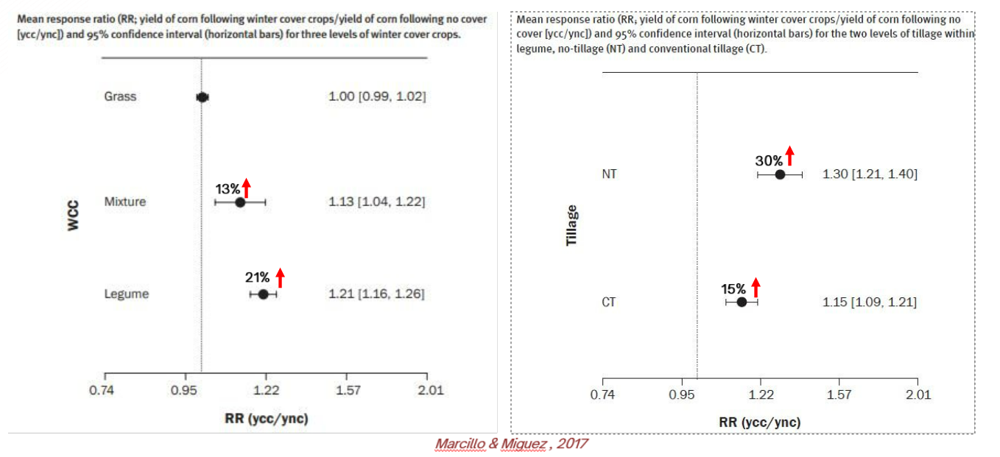 Mean response ratio (RR; yield of corn following winter cover crops/yield of corn following no cover
[ycc/ync]) and 95% confidence interval (horizontal bars) for three levels of winter cover crops.
Grass
1.00 [0.99, 1.02]
13%
Mixture
1.13 [1.04, 1.22]
WCC
21%
Legume
1.21 [1.16, 1.26]
0.74 0.95 1.22 1.57 2.01
RR (ycc/ync)
Mean response ratio (RR; yield of corn following winter cover crops/yield of corn following no
cover [ycc/ync]) and 95% confidence interval (horizontal bars) for the two levels of tillage within
legume, no-tillage (NT) and conventional tillage (CT).
30%
NT
1.30 [1.21, 1.40]
Tillage
15%
CT
1.15 [1.09, 1.21]
0.74 0.95 1.22 1.57 2.01
RR (ycc/ync)
Marcillo & Miguez , 2017